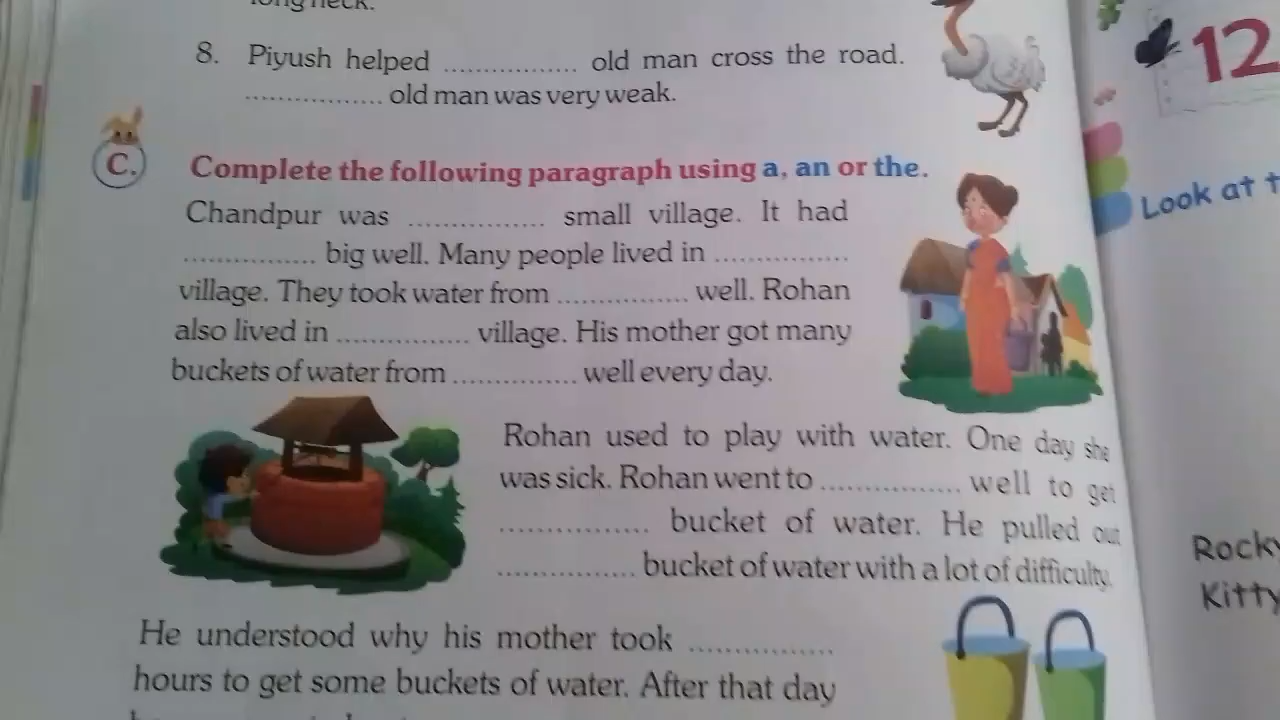 long neck.
8. Piyush helped ................. old man cross the road.
................. old man was very weak.
C. Complete the following paragraph using a, an or the.
Chandpur was ................. small village. It had
................. big well. Many people lived in .................
village. They took water from ................. well. Rohan
also lived in ................. village. His mother got many
buckets of water from ................ well every day.
Rohan used to play with water. One day she
was sick. Rohan went to .................. well to get
................... bucket of water. He pulled out
.................. bucket of water with a lot of difficulty.
He understood why his mother took ..................
hours to get some buckets of water. After that day
12
Look at
Rocky
Kitty